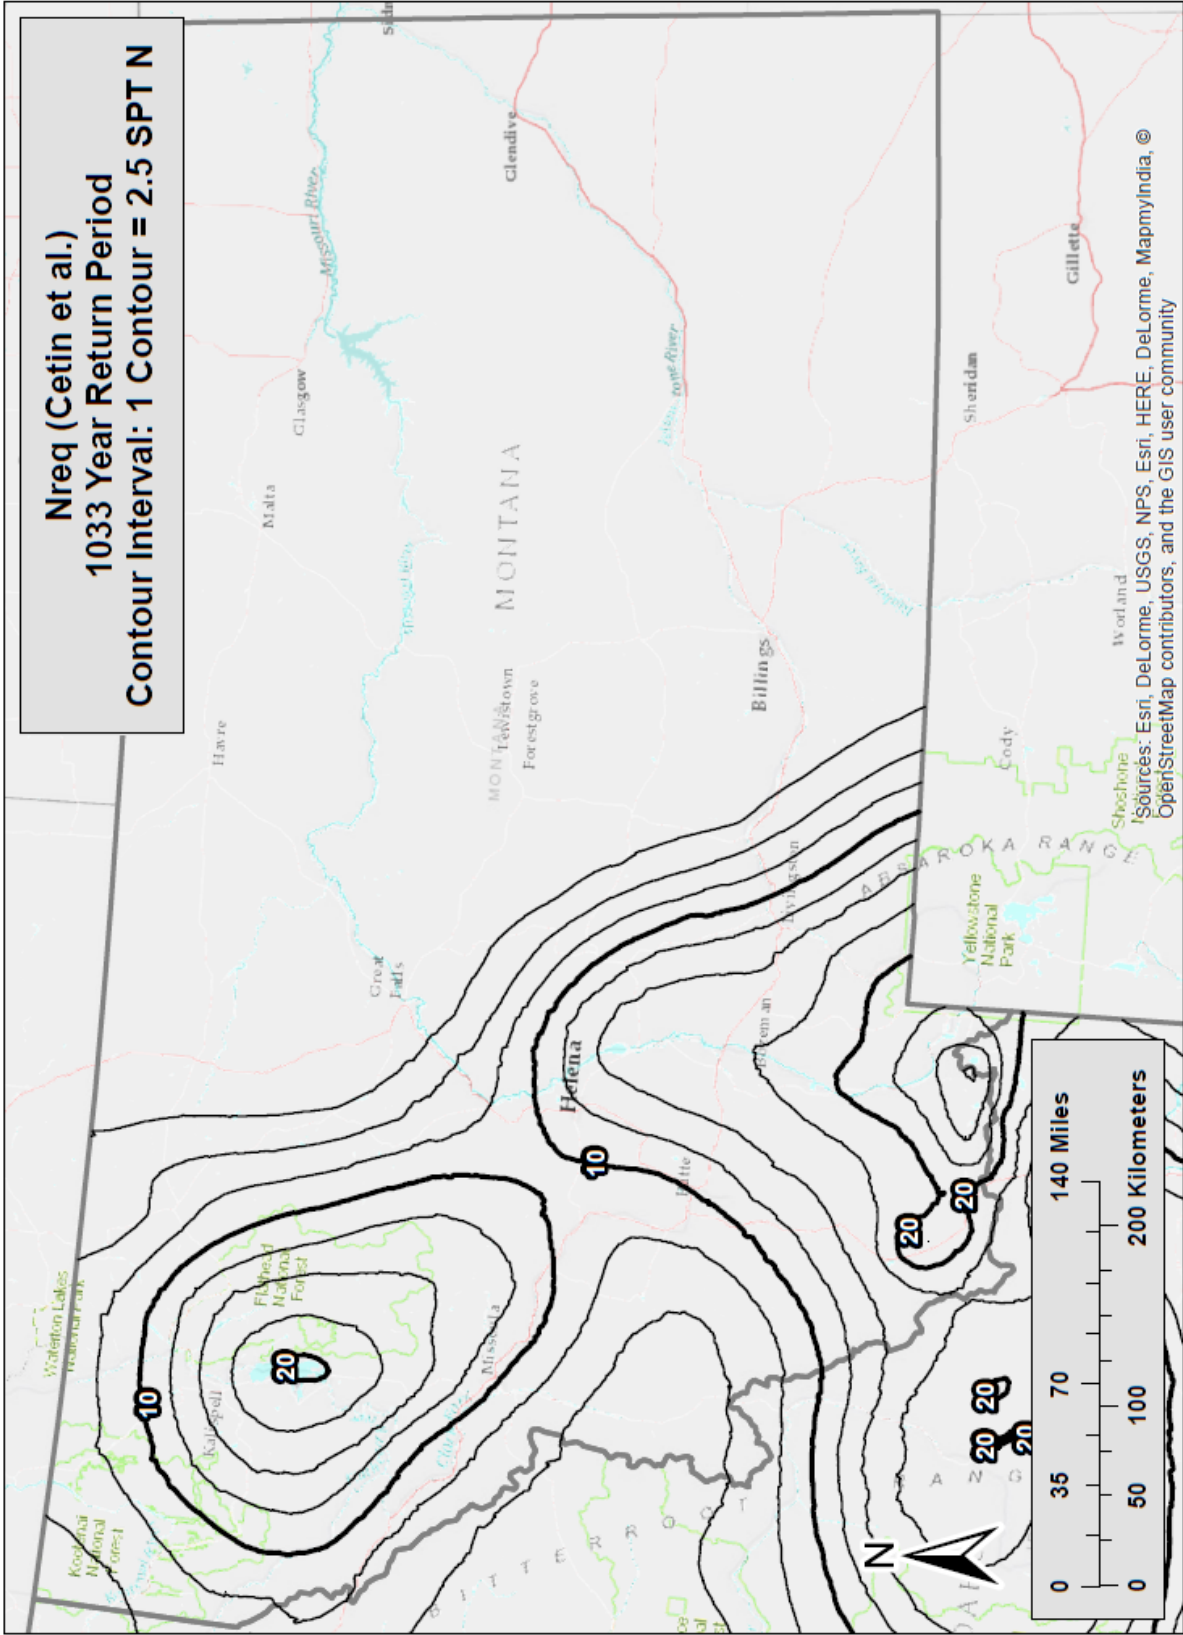 Nreq (Cetin et al.)
1033 Year Return Period
Contour Interval: 1 Contour = 2.5 SPT N
Waterton Lakes
National Park
Kootenai
National
Forest
Kalispell
Flathead
National
Forest
Missoula
Havre
Malta
Glasgow
Missouri River
Great
Falls
Lewistown
Forestgrove
MONTANA
MONTANA
Glendive
Helena
Butte
Bozeman
Livingston
Billings
ABSAROKA RANGE
Yellowstone
National
Park
Cody
Shoshone
Worland
Sheridan
Gillette
10
10
20
20
20
20
20
20
N
0 35 70 140 Miles
0 50 100 200 Kilometers
Sources: Esri, DeLorme, USGS, NPS, Esri, HERE, DeLorme, MapmyIndia, ©
OpenStreetMap contributors, and the GIS user community